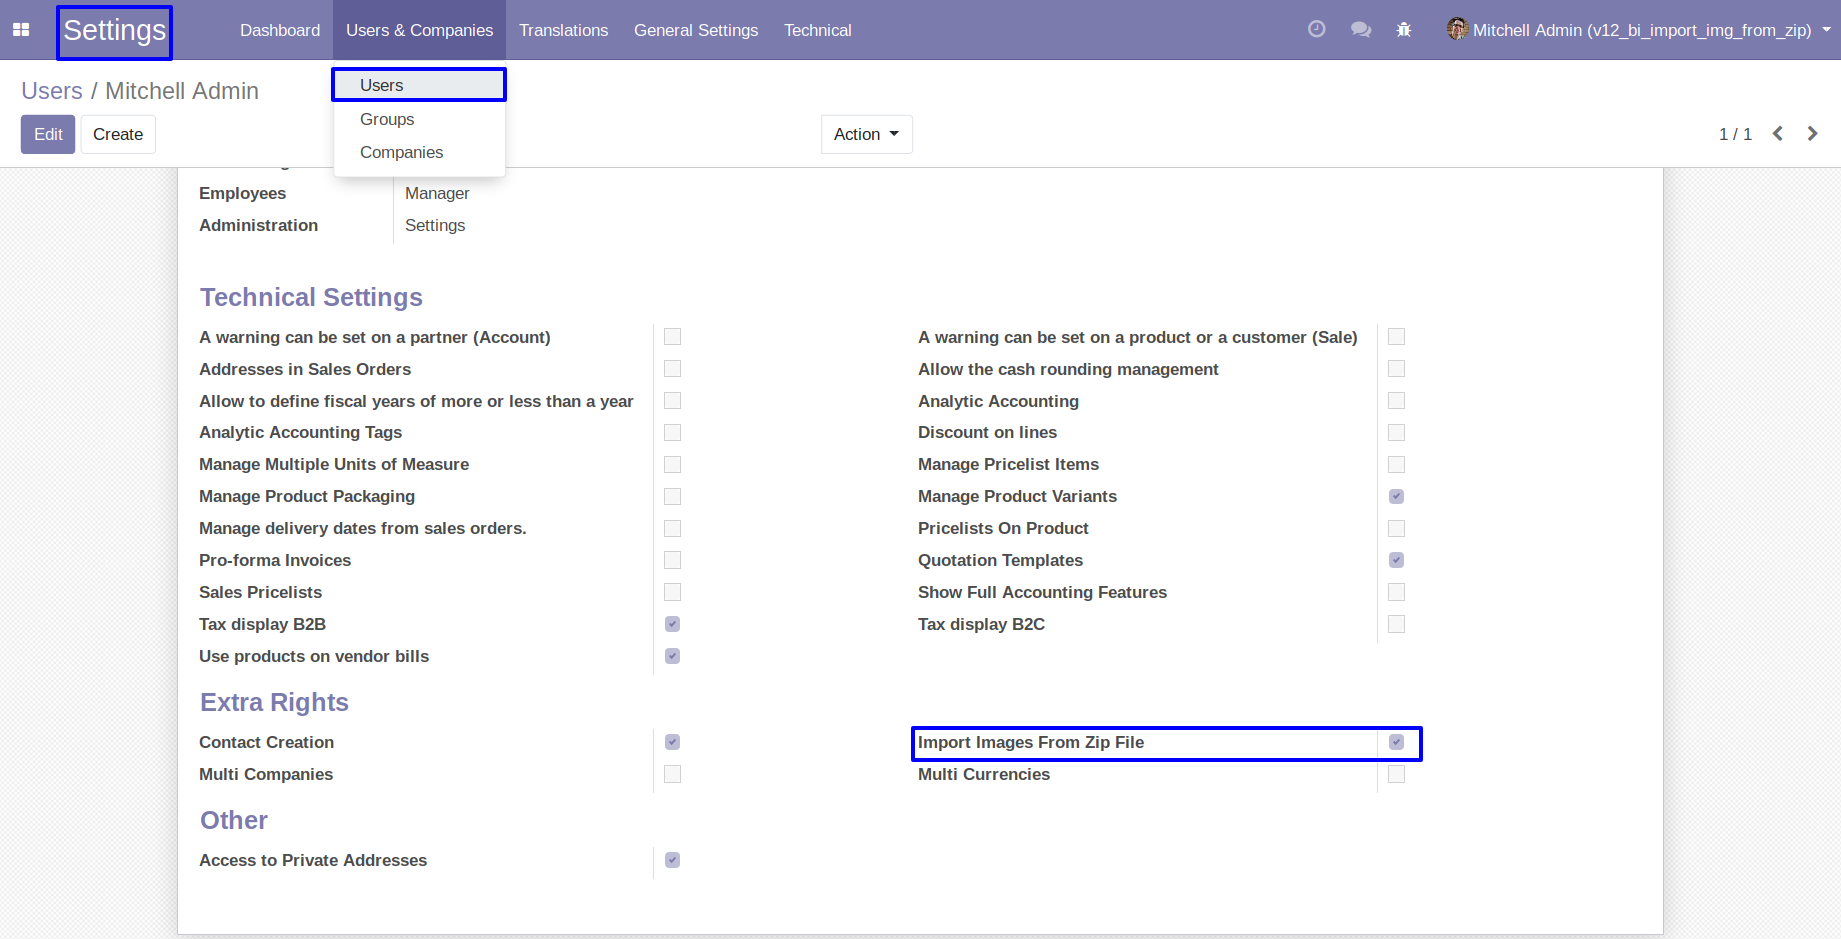 Settings Dashboard Users & Companies Translations General Settings Technical Mitchell Admin (v12_bi_import_img_from_zip)
Users / Mitchell Admin
Users
Groups
Companies
Edit Create Action 1 / 1
Employees Manager
Administration Settings
Technical Settings
A warning can be set on a partner (Account) A warning can be set on a product or a customer (Sale)
Addresses in Sales Orders Allow the cash rounding management
Allow to define fiscal years of more or less than a year Analytic Accounting
Analytic Accounting Tags Discount on lines
Manage Multiple Units of Measure Manage Pricelist Items
Manage Product Packaging Manage Product Variants
Manage delivery dates from sales orders. Pricelists On Product
Pro-forma Invoices Quotation Templates
Sales Pricelists Show Full Accounting Features
Tax display B2B Tax display B2C
Use products on vendor bills
Extra Rights
Contact Creation Import Images From Zip File
Multi Companies Multi Currencies
Other
Access to Private Addresses